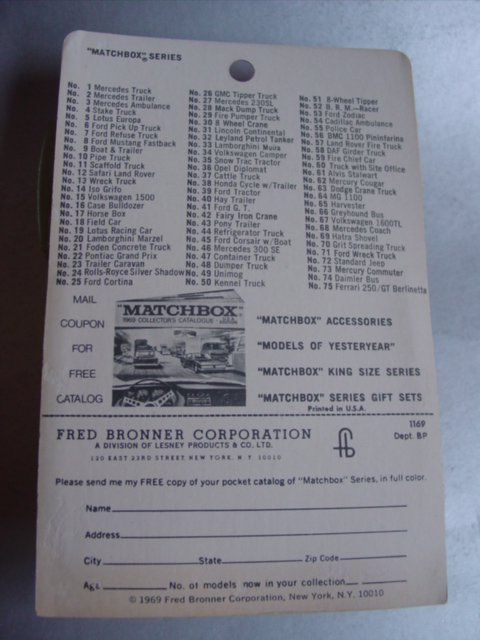 "MATCHBOX" SERIES
No. 1 Mercedes Truck
No. 2 Mercedes Trailer
No. 3 Mercedes Ambulance
No. 4 Stake Truck
No. 5 Lotus Europa
No. 6 Ford Pick Up Truck
No. 7 Ford Refuse Truck
No. 8 Ford Mustang Fastback
No. 9 Boat & Trailer
No. 10 Pipe Truck
No. 11 Scaffold Truck
No. 12 Safari Land Rover
No. 13 Wreck Truck
No. 14 Iso Grifo
No. 15 Volkswagen 1500
No. 16 Case Bulldozer
No. 17 Horse Box
No. 18 Field Car
No. 19 Lotus Racing Car
No. 20 Lamborghini Marzel
No. 21 Foden Concrete Truck
No. 22 Pontiac Grand Prix
No. 23 Trailer Caravan
No. 24 Rolls-Royce Silver Shadow
No. 25 Ford Cortina
No. 26 GMC Tipper Truck
No. 27 Mercedes 230SL
No. 28 Mack Dump Truck
No. 29 Fire Pumper Truck
No. 30 8 Wheel Crane
No. 31 Lincoln Continental
No. 32 Leyland Petrol Tanker
No. 33 Lamborghini Muira
No. 34 Volkswagen Camper
No. 35 Snow Trac Tractor
No. 36 Opel Diplomat
No. 37 Cattle Truck
No. 38 Honda Cycle w/Trailer
No. 39 Ford Tractor
No. 40 Hay Trailer
No. 41 Ford G. T.
No. 42 Fairy Iron Crane
No. 43 Pony Trailer
No. 44 Refrigerator Truck
No. 45 Ford Corsair w/Boat
No. 46 Mercedes 300 SE
No. 47 Container Truck
No. 48 Dumper Truck
No. 49 Unimog
No. 50 Kennel Truck
No. 51 8-Wheel Tipper
No. 52 B. R. M.—Racer
No. 53 Ford Zodiac
No. 54 Cadillac Ambulance
No. 55 Police Car
No. 56 BMC 1100 Pininfarina
No. 57 Land Rover Fire Truck
No. 58 DAF Girder Truck
No. 59 Fire Chief Car
No. 60 Truck with Site Office
No. 61 Alvis Stalwart
No. 62 Mercury Cougar
No. 63 Dodge Crane Truck
No. 64 MG 1100
No. 65 Harvester
No. 66 Greyhound Bus
No. 67 Volkswagen 1600TL
No. 68 Mercedes Coach
No. 69 Hatra Shovel
No. 70 Grit Spreading Truck
No. 71 Ford Wreck Truck
No. 72 Standard Jeep
No. 73 Mercury Commuter
No. 74 Daimler Bus
No. 75 Ferrari 250/GT Berlinetta
MAIL
COUPON
FOR
FREE
CATALOG
MATCHBOX
1969 COLLECTOR'S CATALOGUE
"MATCHBOX" ACCESSORIES
"MODELS OF YESTERYEAR"
"MATCHBOX" KING SIZE SERIES
"MATCHBOX" SERIES GIFT SETS
Printed in U.S.A.
FRED BRONNER CORPORATION
A DIVISION OF LESNEY PRODUCTS & CO. LTD.
120 EAST 23RD STREET, NEW YORK, N. Y. 10010
fb
1169
Dept. BP
Please send me my FREE copy of your pocket catalog of "Matchbox" Series, in full color.
Name
Address
City State Zip Code
Age No. of models now in your collection
© 1969 Fred Bronner Corporation, New York, N.Y. 10010